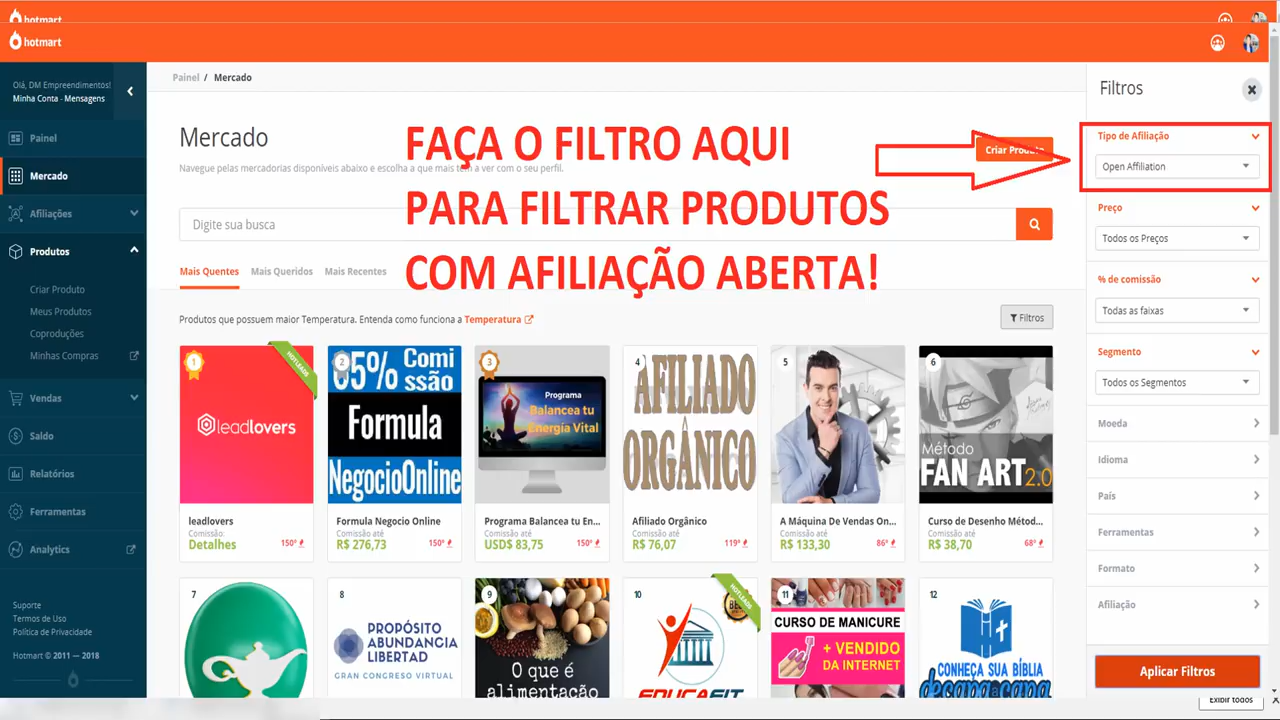 hotmart
hotmart
Olá, DM Empreendimentos!
Minha Conta - Mensagens
Painel
Mercado
Afiliações
Produtos
Criar Produto
Meus Produtos
Coproduções
Minhas Compras
Vendas
Saldo
Relatórios
Ferramentas
Analytics
Suporte
Termos de Uso
Política de Privacidade
Hotmart © 2011 — 2018
Painel / Mercado
Mercado
Navegue pelas mercadorias disponíveis abaixo e escolha a que mais tem a ver com o seu perfil.
FAÇA O FILTRO AQUI
PARA FILTRAR PRODUTOS
COM AFILIAÇÃO ABERTA!
Criar Produto
Digite sua busca
Mais Quentes Mais Queridos Mais Recentes
Produtos que possuem maior Temperatura. Entenda como funciona a Temperatura
Filtros
1
HOTLEADS
leadlovers
leadlovers
Comissão:
Detalhes
150°
2
65% Comi
ssão
Formula
NegocioOnline
Formula Negocio Online
Comissão até
R$ 276,73
150°
3
Programa
Balancea tu
Energía Vital
Programa Balancea tu En...
Comissão até
USD$ 83,75
150°
4
AFILIADO
ORGÂNICO
Afiliado Orgânico
Comissão até
R$ 76,07
119°
5
A Máquina De Vendas On...
Comissão até
R$ 133,30
86°
6
Método
FAN ART 2.0
Curso de Desenho Métod...
Comissão até
R$ 38,70
68°
7
8
PROPÓSITO
ABUNDANCIA
LIBERTAD
GRAN CONGRESO VIRTUAL
9
O que é
alimentação
10
HOTLEADS
EDUCAFIT
11
CURSO DE MANICURE
+ VENDIDO
DA INTERNET
12
CONHEÇA SUA BÍBLIA
de capa a capa
Filtros
Tipo de Afiliação
Open Affiliation
Preço
Todos os Preços
% de comissão
Todas as faixas
Segmento
Todos os Segmentos
Moeda
Idioma
País
Ferramentas
Formato
Afiliação
Aplicar Filtros
Exibir todos